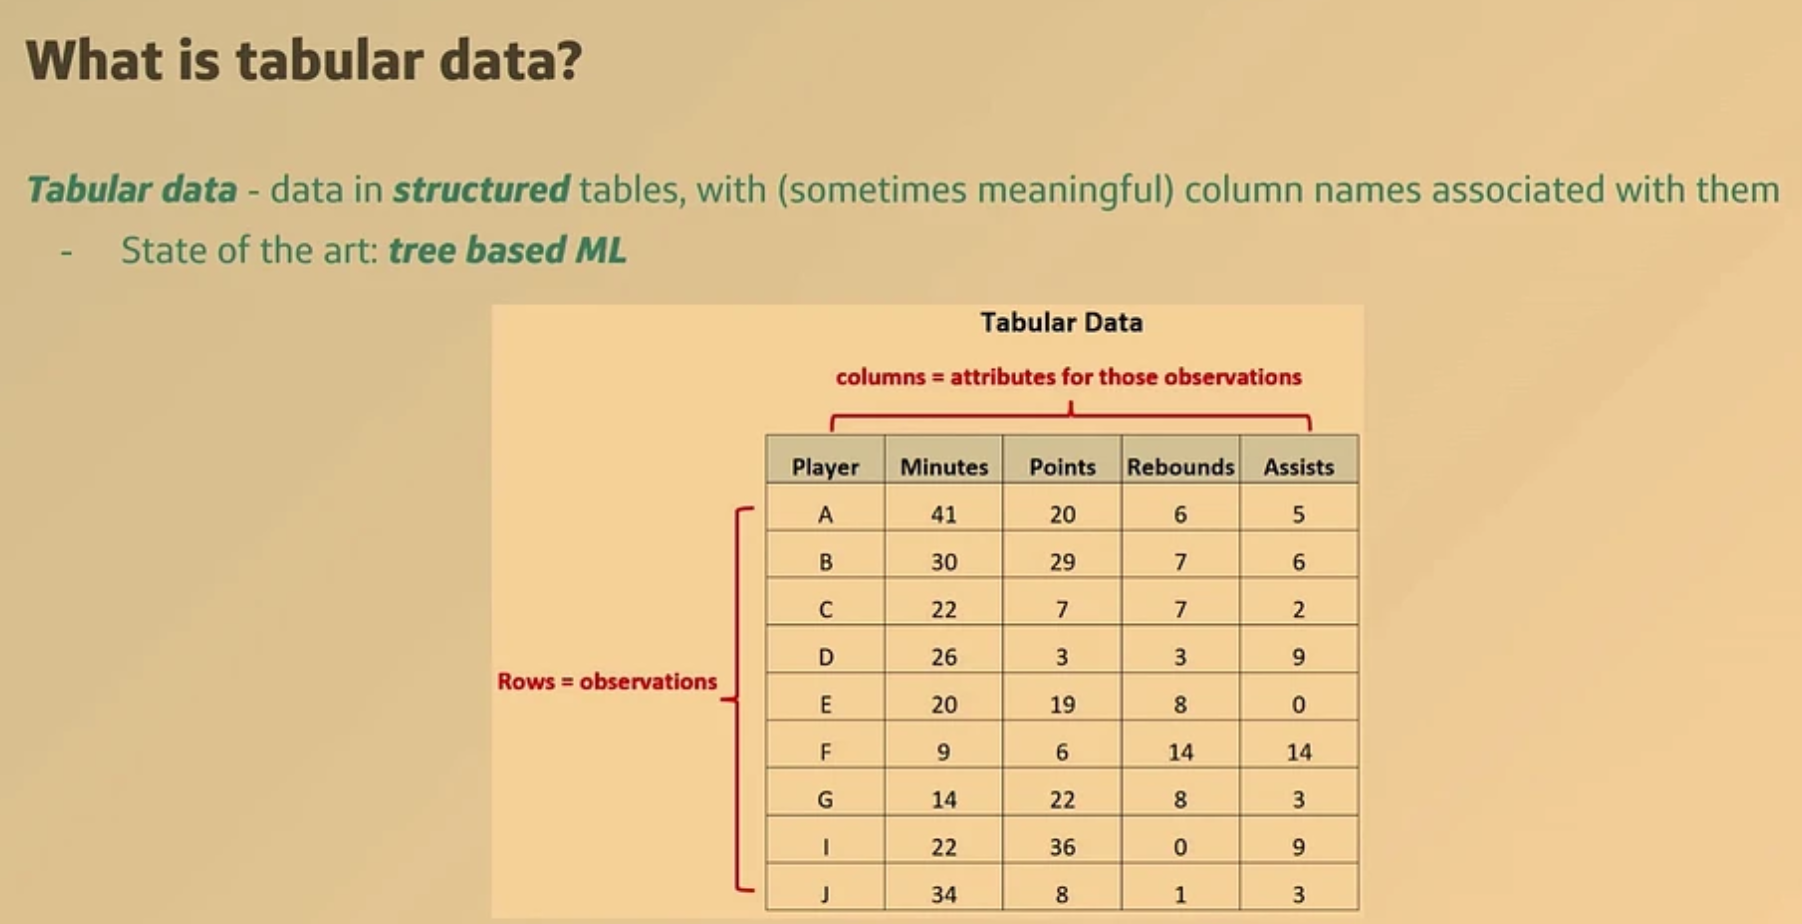 What is tabular data?
Tabular data - data in structured tables, with (sometimes meaningful) column names associated with them
- State of the art: tree based ML
Tabular Data
columns = attributes for those observations
Player Minutes Points Rebounds Assists
A 41 20 6 5
B 30 29 7 6
C 22 7 7 2
D 26 3 3 9
Rows = observations
E 20 19 8 0
F 9 6 14 14
G 14 22 8 3
I 22 36 0 9
J 34 8 1 3